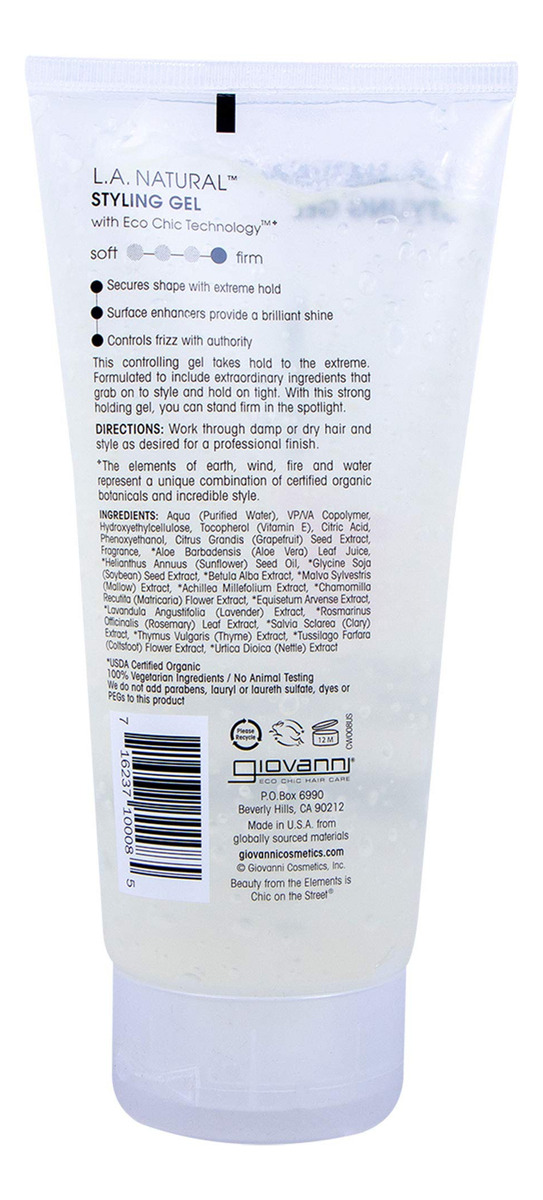 L.A. NATURAL™
STYLING GEL
with Eco Chic Technology™+
soft firm
Secures shape with extreme hold
Surface enhancers provide a brilliant shine
Controls frizz with authority
This controlling gel takes hold to the extreme.
Formulated to include extraordinary ingredients that
grab on to style and hold on tight. With this strong
holding gel, you can stand firm in the spotlight.
DIRECTIONS: Work through damp or dry hair and
style as desired for a professional finish.
+The elements of earth, wind, fire and water
represent a unique combination of certified organic
botanicals and incredible style.
INGREDIENTS: Aqua (Purified Water), VP/VA Copolymer,
Hydroxyethylcellulose, Tocopherol (Vitamin E), Citric Acid,
Phenoxyethanol, Citrus Grandis (Grapefruit) Seed Extract,
Fragrance, *Aloe Barbadensis (Aloe Vera) Leaf Juice,
*Helianthus Annuus (Sunflower) Seed Oil, *Glycine Soja
(Soybean) Seed Extract, *Betula Alba Extract, *Malva Sylvestris
(Mallow) Extract, *Achillea Millefolium Extract, *Chamomilla
Recutita (Matricaria) Flower Extract, *Equisetum Arvense Extract,
*Lavandula Angustifolia (Lavender) Extract, *Rosmarinus
Officinalis (Rosemary) Leaf Extract, *Salvia Sclarea (Clary)
Extract, *Thymus Vulgaris (Thyme) Extract, *Tussilago Farfara
(Coltsfoot) Flower Extract, *Urtica Dioica (Nettle) Extract
*USDA Certified Organic
100% Vegetarian Ingredients / No Animal Testing
We do not add parabens, lauryl or laureth sulfate, dyes or
PEGs to this product
7 16237 10008 5
Please Recycle
12 M
CW008US
giovanni®
ECO CHIC HAIR CARE
P.O.Box 6990
Beverly Hills, CA 90212
Made in U.S.A. from
globally sourced materials
giovannicosmetics.com
© Giovanni Cosmetics, Inc.
Beauty from the Elements is
Chic on the Street®